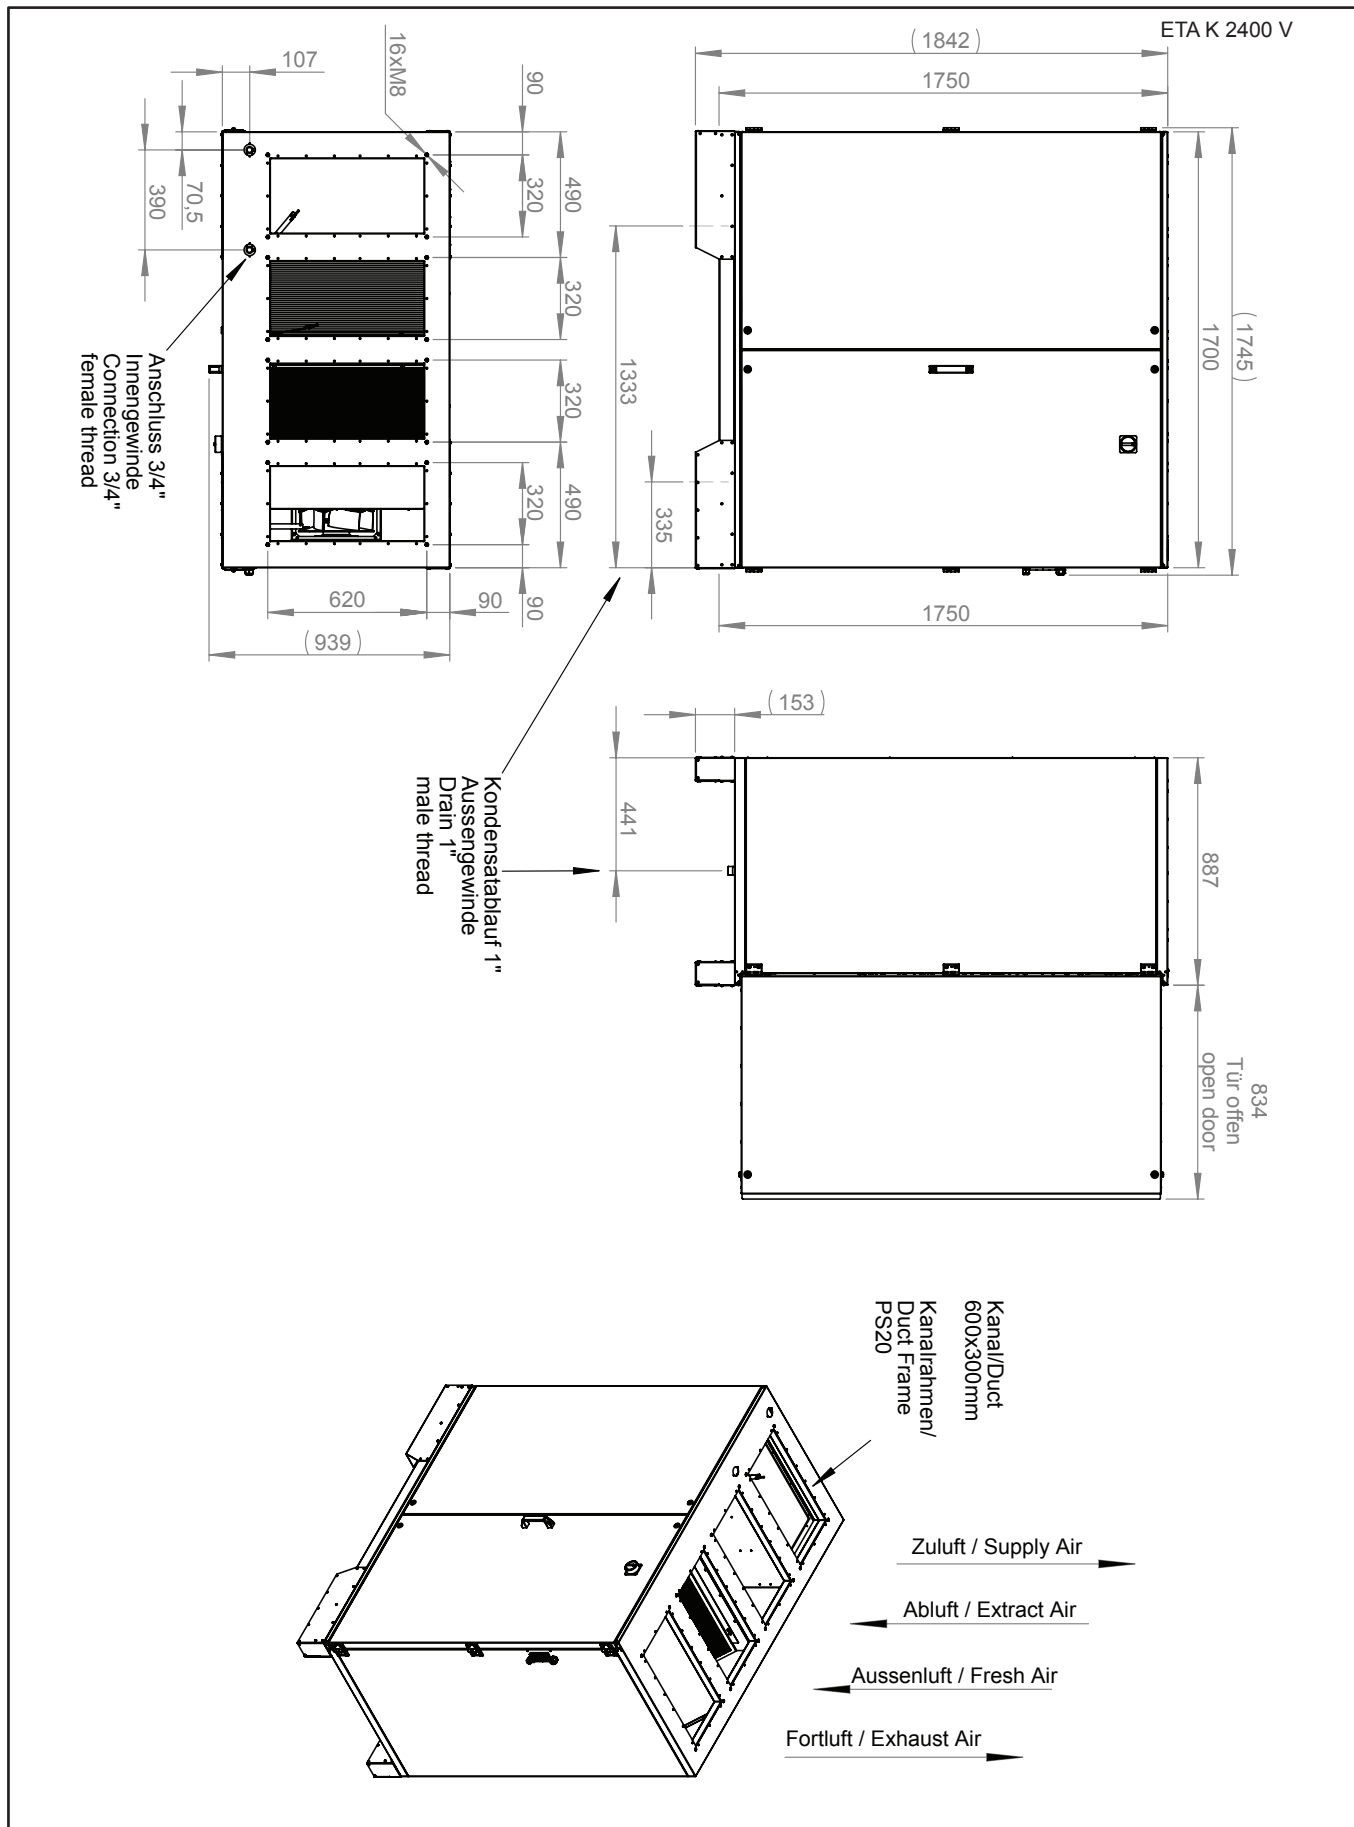 ETA K 2400 V
(1842)
1750
107
16xM8
90
490
320
70,5
390
320
320
490
320
90
620
90
(939)
Anschluss 3/4"
Innengewinde
Connection 3/4"
female thread
1333
335
1700
(1745)
1750
(153)
441
887
834
Tür offen
open door
Kondensatablauf 1"
Aussengewinde
Drain 1"
male thread
Kanal/Duct
600x300mm
Kanalrahmen/
Duct Frame
PS20
Zuluft / Supply Air
Abluft / Extract Air
Aussenluft / Fresh Air
Fortluft / Exhaust Air